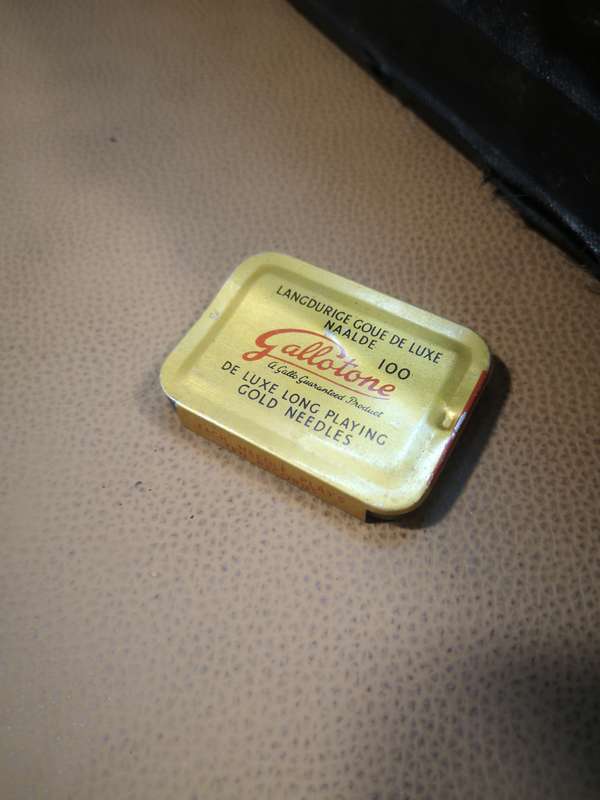 LANGDURIGE GOUE DE LUXE
NAALDE 100
Gallotone
A Gallo Guaranteed Product
DE LUXE LONG PLAYING
GOLD NEEDLES